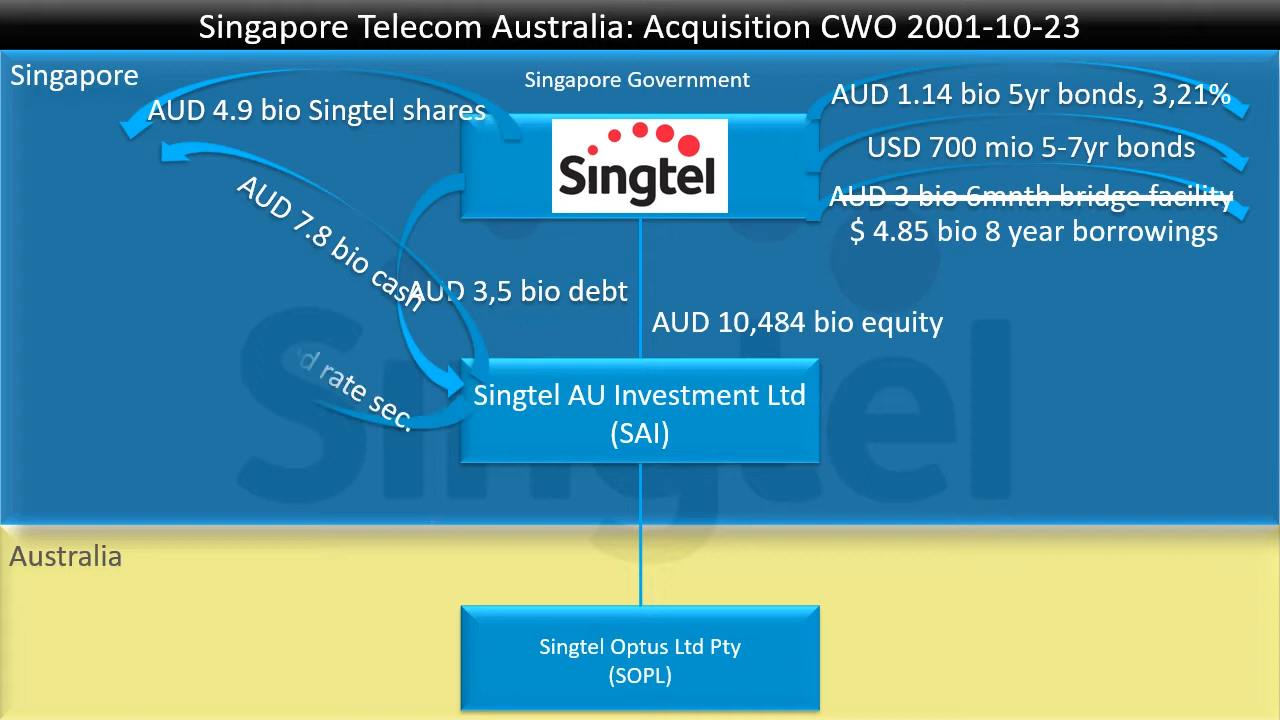 Singapore Telecom Australia: Acquisition CWO 2001-10-23
Singapore
Singapore Government
AUD 4.9 bio Singtel shares
AUD 1.14 bio 5yr bonds, 3,21%
USD 700 mio 5-7yr bonds
Singtel
AUD 3 bio 6mnth bridge facility
$ 4.85 bio 8 year borrowings
AUD 7.8 bio cash
AUD 3,5 bio debt
AUD 10,484 bio equity
rate sec.
Singtel AU Investment Ltd
(SAI)
Singtel
Australia
Singtel Optus Ltd Pty
(SOPL)